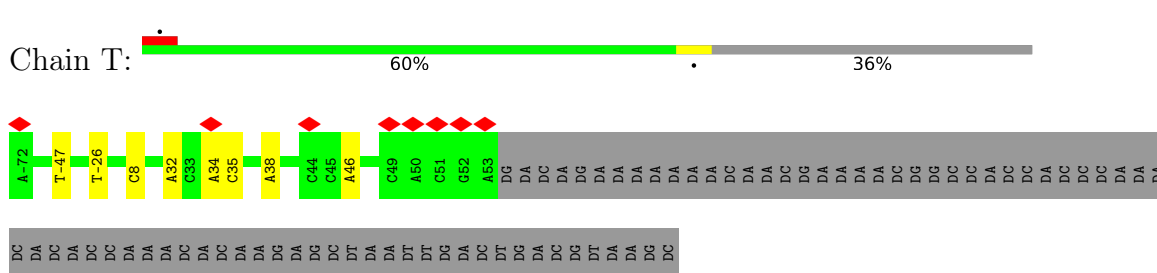 Chain T:
60%
36%
A-72 T-47 T-26 C8 A32 C33 A34 C35 A38 C44 C45 A46 C49 A50 C51 G52 A53 DG DA DC DA DG DA DA DA DA DA DA DA DC DA DA DC DG DA DA DA DA DC DG DG DC DC DA DC DC DA DC DC DC DA DA
DC DA DC DA DC DC DA DA DA DC DA DC DA DA DG DA DG DC DT DA DA DT DT DG DA DC DT DG DA DC DG DT DA DA DG DC